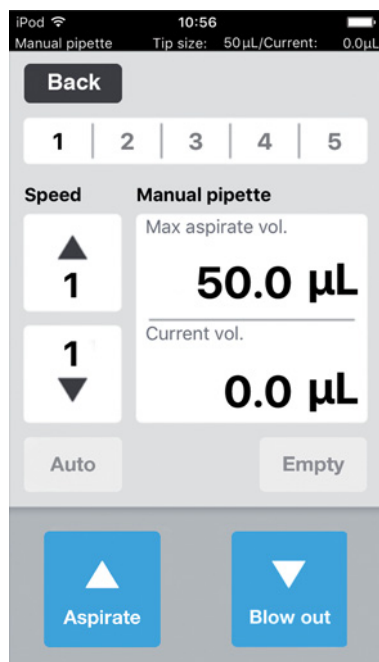 iPod 10:56
Manual pipette Tip size: 50µL/Current: 0.0µL
Back
1 2 3 4 5
Speed Manual pipette
Max aspirate vol.
1 50.0 µL
Current vol.
1 0.0 µL
Auto Empty
Aspirate Blow out